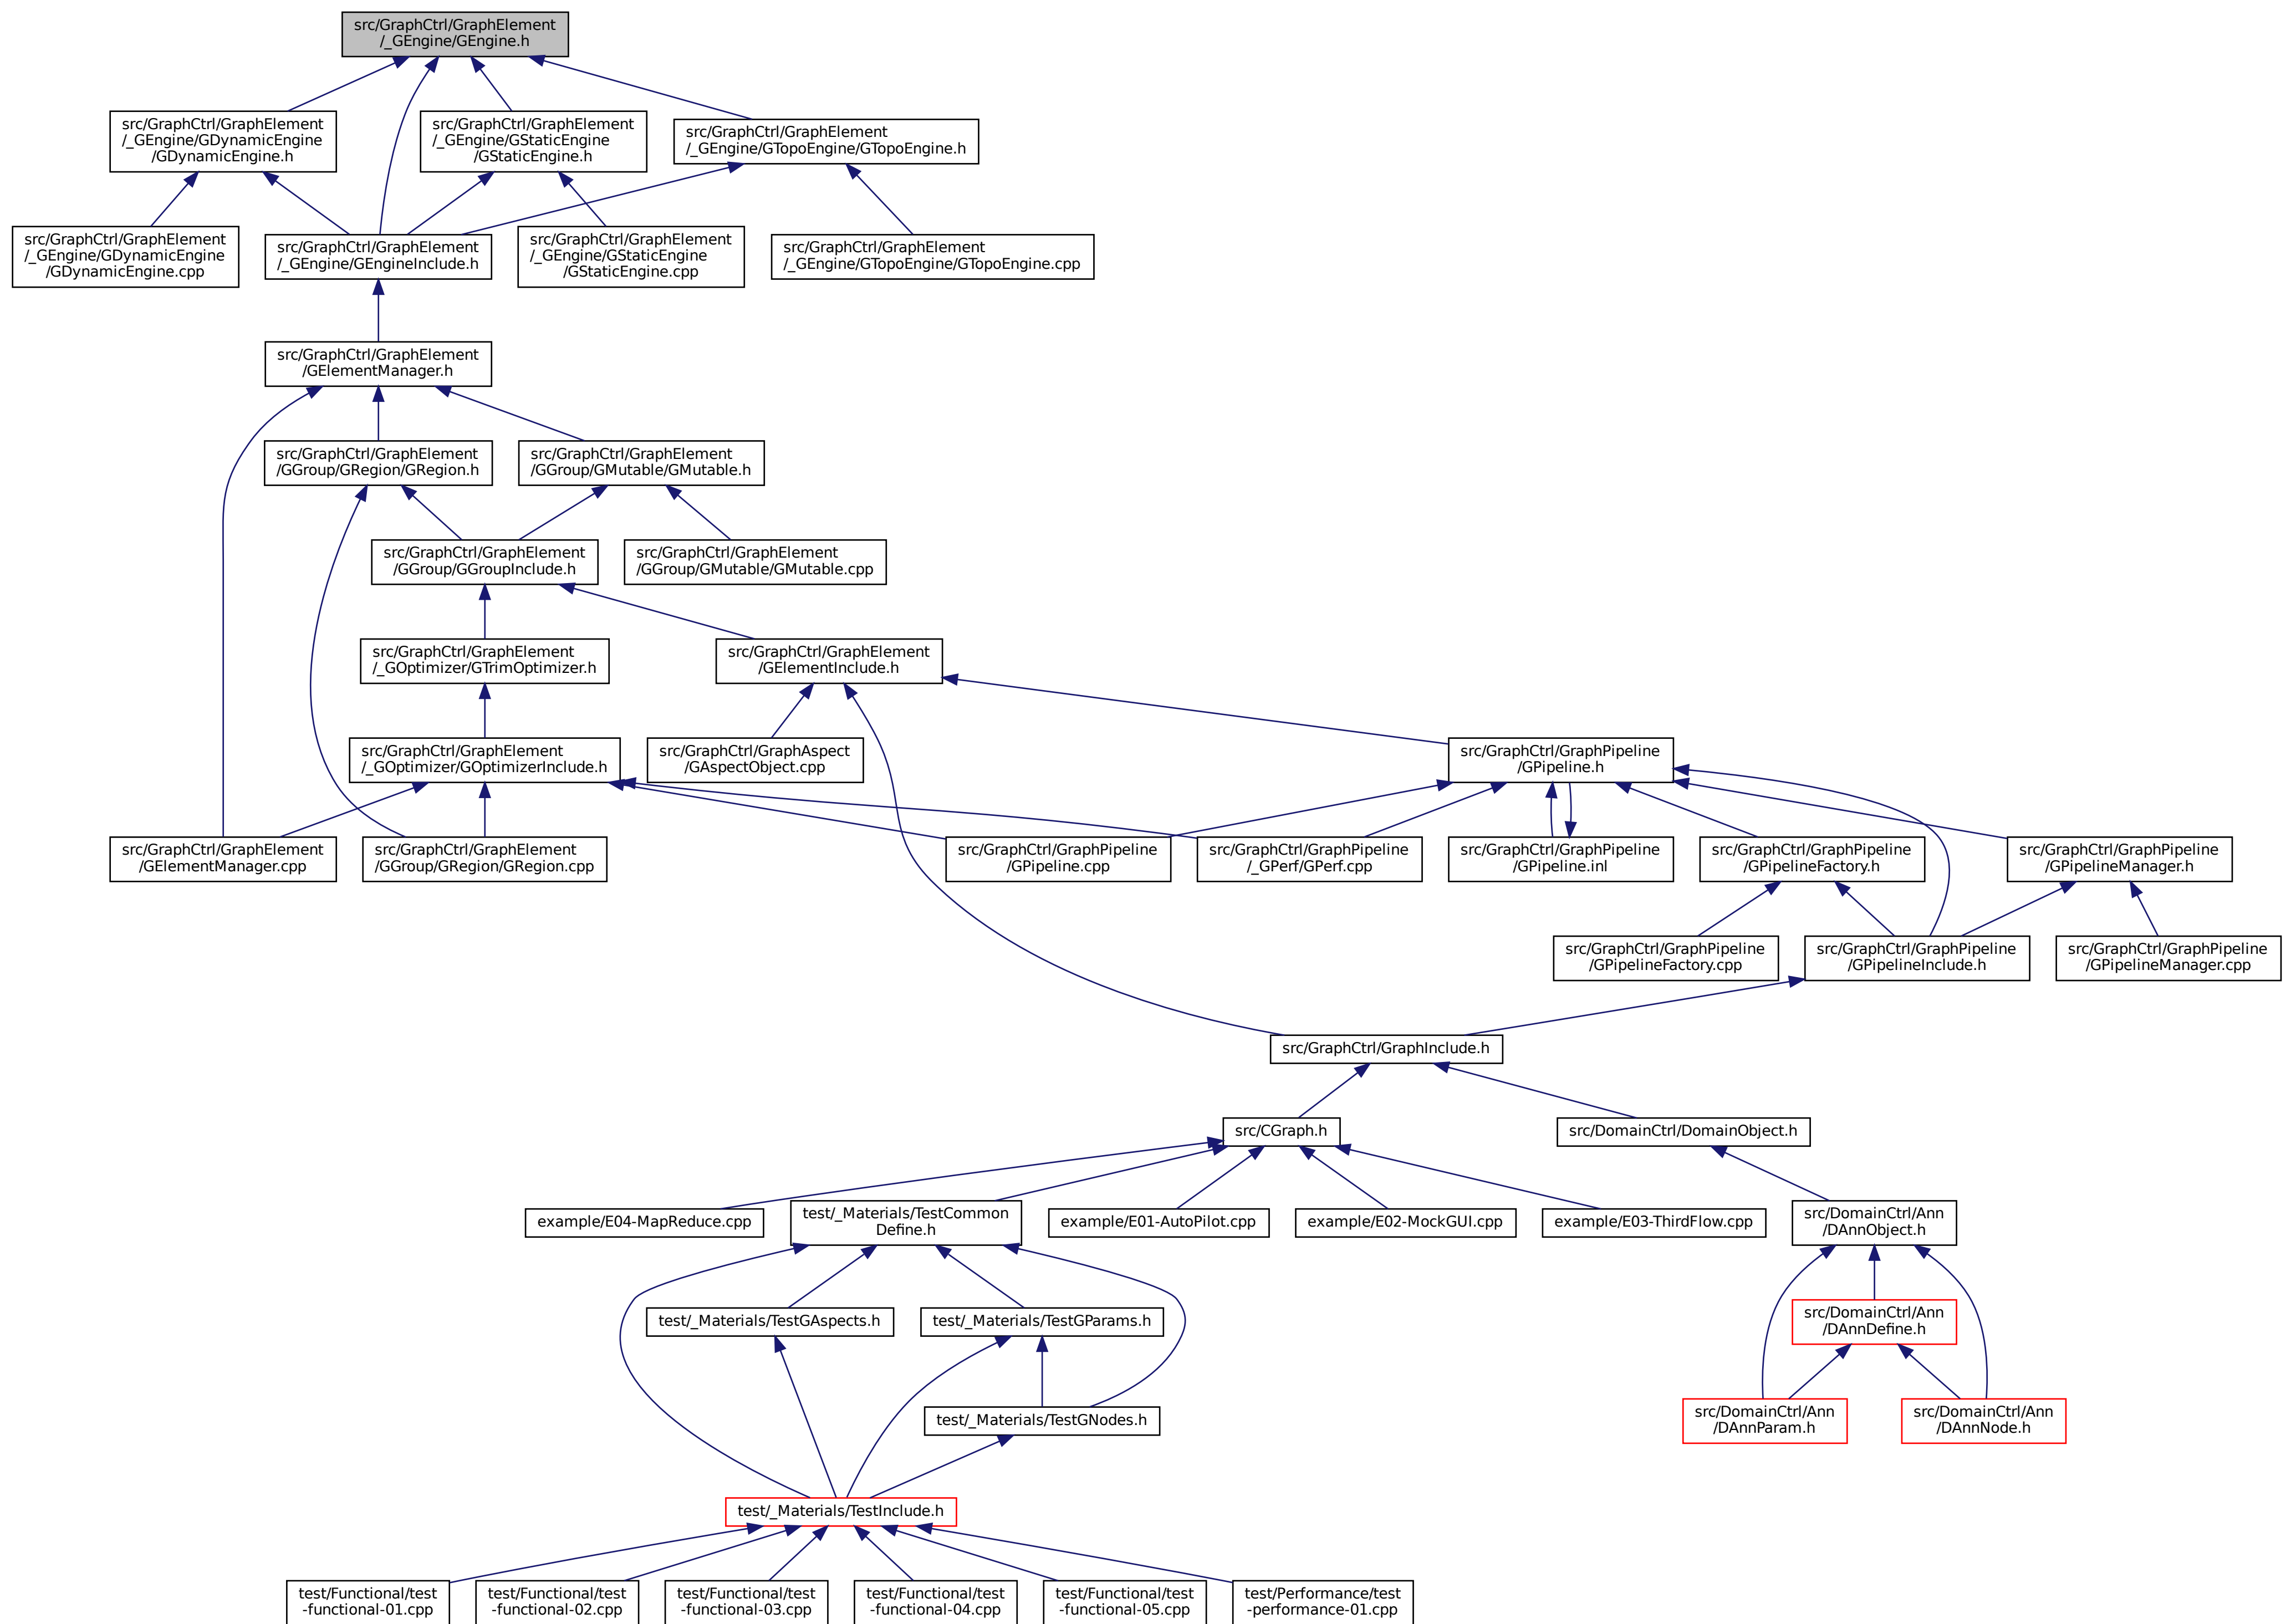 src/GraphCtrl/GraphElement
/_GEngine/GEngine.h
src/GraphCtrl/GraphElement
/_GEngine/GDynamicEngine
/GDynamicEngine.h
src/GraphCtrl/GraphElement
/_GEngine/GStaticEngine
/GStaticEngine.h
src/GraphCtrl/GraphElement
/_GEngine/GTopoEngine/GTopoEngine.h
src/GraphCtrl/GraphElement
/_GEngine/GDynamicEngine
/GDynamicEngine.cpp
src/GraphCtrl/GraphElement
/_GEngine/GEngineInclude.h
src/GraphCtrl/GraphElement
/_GEngine/GStaticEngine
/GStaticEngine.cpp
src/GraphCtrl/GraphElement
/_GEngine/GTopoEngine/GTopoEngine.cpp
src/GraphCtrl/GraphElement
/GElementManager.h
src/GraphCtrl/GraphElement
/GGroup/GRegion/GRegion.h
src/GraphCtrl/GraphElement
/GGroup/GMutable/GMutable.h
src/GraphCtrl/GraphElement
/GGroup/GGroupInclude.h
src/GraphCtrl/GraphElement
/GGroup/GMutable/GMutable.cpp
src/GraphCtrl/GraphElement
/_GOptimizer/GTrimOptimizer.h
src/GraphCtrl/GraphElement
/GElementInclude.h
src/GraphCtrl/GraphElement
/_GOptimizer/GOptimizerInclude.h
src/GraphCtrl/GraphAspect
/GAspectObject.cpp
src/GraphCtrl/GraphPipeline
/GPipeline.h
src/GraphCtrl/GraphElement
/GElementManager.cpp
src/GraphCtrl/GraphElement
/GGroup/GRegion/GRegion.cpp
src/GraphCtrl/GraphPipeline
/GPipeline.cpp
src/GraphCtrl/GraphPipeline
/_GPerf/GPerf.cpp
src/GraphCtrl/GraphPipeline
/GPipeline.inl
src/GraphCtrl/GraphPipeline
/GPipelineFactory.h
src/GraphCtrl/GraphPipeline
/GPipelineManager.h
src/GraphCtrl/GraphPipeline
/GPipelineFactory.cpp
src/GraphCtrl/GraphPipeline
/GPipelineInclude.h
src/GraphCtrl/GraphPipeline
/GPipelineManager.cpp
src/GraphCtrl/GraphInclude.h
src/CGraph.h
src/DomainCtrl/DomainObject.h
example/E04-MapReduce.cpp
test/_Materials/TestCommon
Define.h
example/E01-AutoPilot.cpp
example/E02-MockGUI.cpp
example/E03-ThirdFlow.cpp
src/DomainCtrl/Ann
/DAnnObject.h
test/_Materials/TestGAspects.h
test/_Materials/TestGParams.h
src/DomainCtrl/Ann
/DAnnDefine.h
test/_Materials/TestGNodes.h
src/DomainCtrl/Ann
/DAnnParam.h
src/DomainCtrl/Ann
/DAnnNode.h
test/_Materials/TestInclude.h
test/Functional/test
-functional-01.cpp
test/Functional/test
-functional-02.cpp
test/Functional/test
-functional-03.cpp
test/Functional/test
-functional-04.cpp
test/Functional/test
-functional-05.cpp
test/Performance/test
-performance-01.cpp